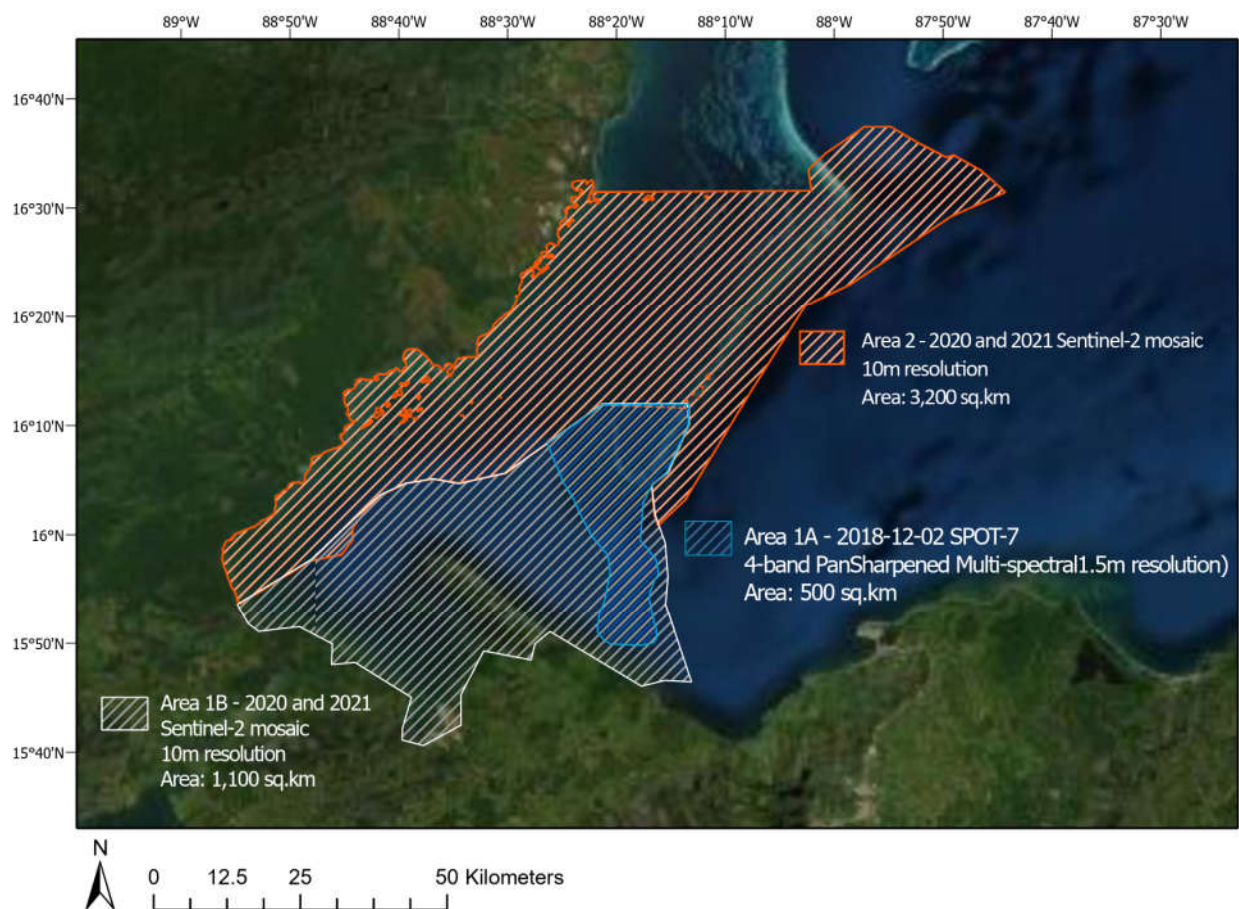 89°W 88°50'W 88°40'W 88°30'W 88°20'W 88°10'W 88°W 87°50'W 87°40'W 87°30'W
16°40'N
16°30'N
16°20'N
16°10'N
16°N
15°50'N
15°40'N
Area 2 - 2020 and 2021 Sentinel-2 mosaic
10m resolution
Area: 3,200 sq.km
Area 1A - 2018-12-02 SPOT-7
4-band PanSharpened Multi-spectral1.5m resolution)
Area: 500 sq.km
Area 1B - 2020 and 2021
Sentinel-2 mosaic
10m resolution
Area: 1,100 sq.km
N
0 12.5 25 50 Kilometers